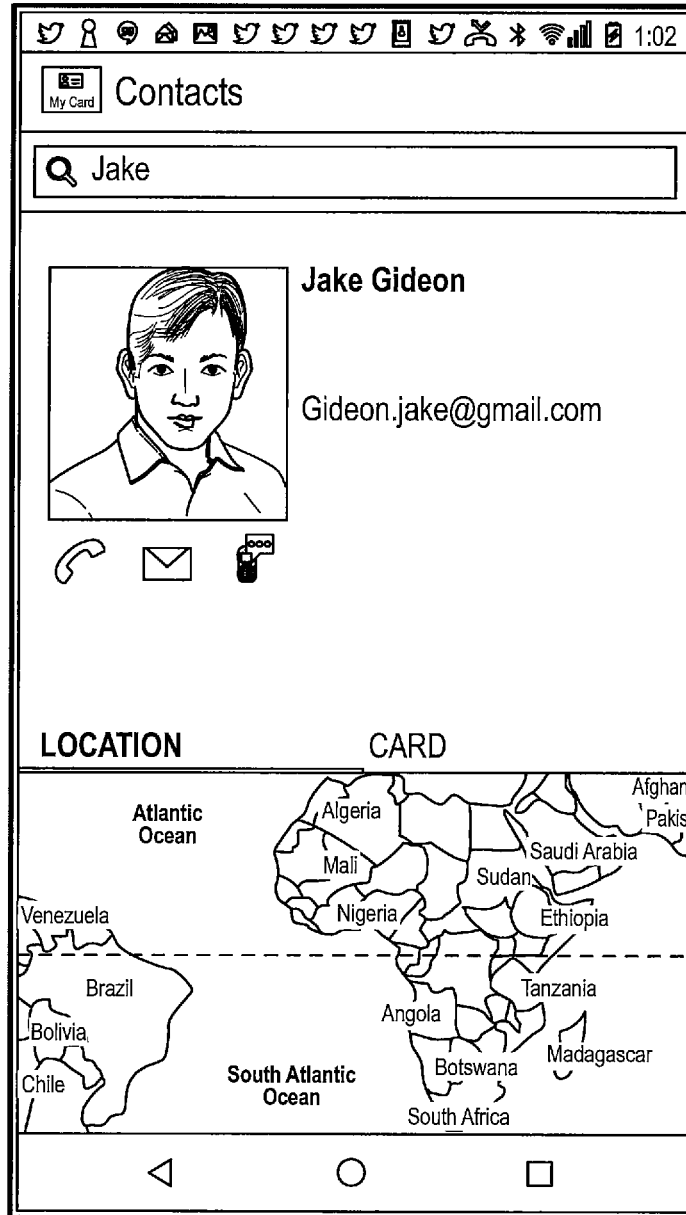 1:02
My Card
Contacts
Jake
Jake Gideon
Gideon.jake@gmail.com
LOCATION CARD
Atlantic
Ocean
Algeria
Afghan
Pakis
Saudi Arabia
Mali
Sudan
Nigeria
Ethiopia
Venezuela
Brazil
Tanzania
Angola
Bolivia
Madagascar
Botswana
Chile
South Atlantic
Ocean
South Africa